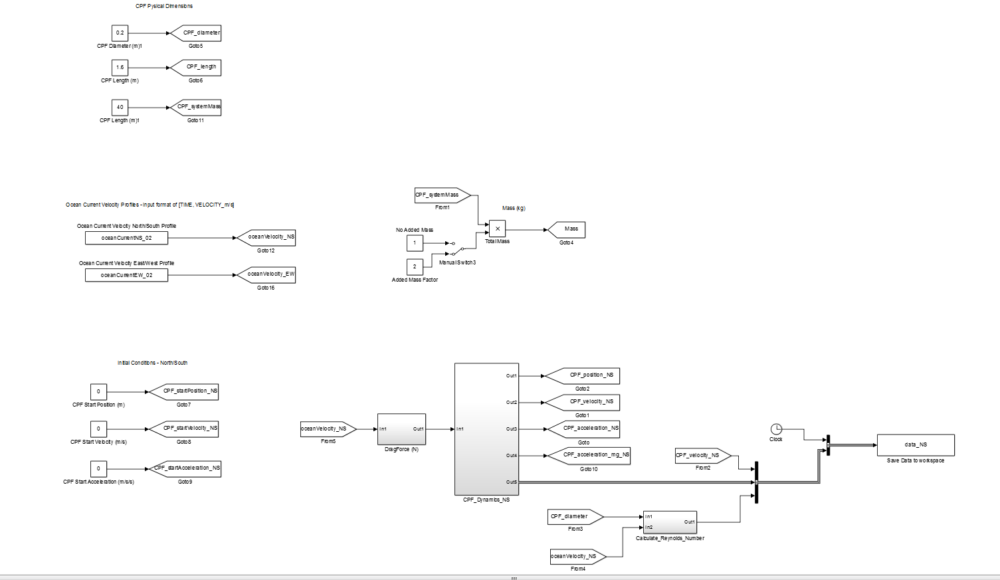 CPF Pysical Dimensions
0.2
CPF_diameter
CPF Diameter (m)1
Goto5
1.6
CPF_length
CPF Length (m)
Goto6
40
CPF_systemMass
CPF Length (m)1
Goto11
Ocean Current Velocity Profiles - Input format of [TIME, VELOCITY_m/s]
Ocean Current Velocity North/South Profile
oceanCurrentNS_02
oceanVelocity_NS
Goto12
Ocean Current Velocity East/West Profile
oceanCurrentEW_02
oceanVelocity_EW
Goto16
CPF_systemMass
From1
Mass (kg)
No Added Mass
1
×
Total Mass
Mass
Goto4
Manual Switch3
2
Added Mass Factor
Initial Conditions - North/South
0
CPF_startPosition_NS
CPF Start Position (m)
Goto7
0
CPF_startVelocity_NS
CPF Start Velocity (m/s)
Goto8
0
CPF_startAcceleration_NS
CPF Start Acceleration (m/s/s)
Goto9
oceanVelocity_NS
From5
In1
Out1
DragForce (N)
In1
Out1
Out2
Out3
Out4
Out5
CPF_Dynamics_NS
CPF_position_NS
Goto2
CPF_velocity_NS
Goto1
CPF_acceleration_NS
Goto
CPF_acceleration_mg_NS
Goto10
CPF_velocity_NS
From2
Clock
data_NS
Save Data to workspace
CPF_diameter
From3
In1
In2
Out1
Calculate_Reynolds_Number
oceanVelocity_NS
From4